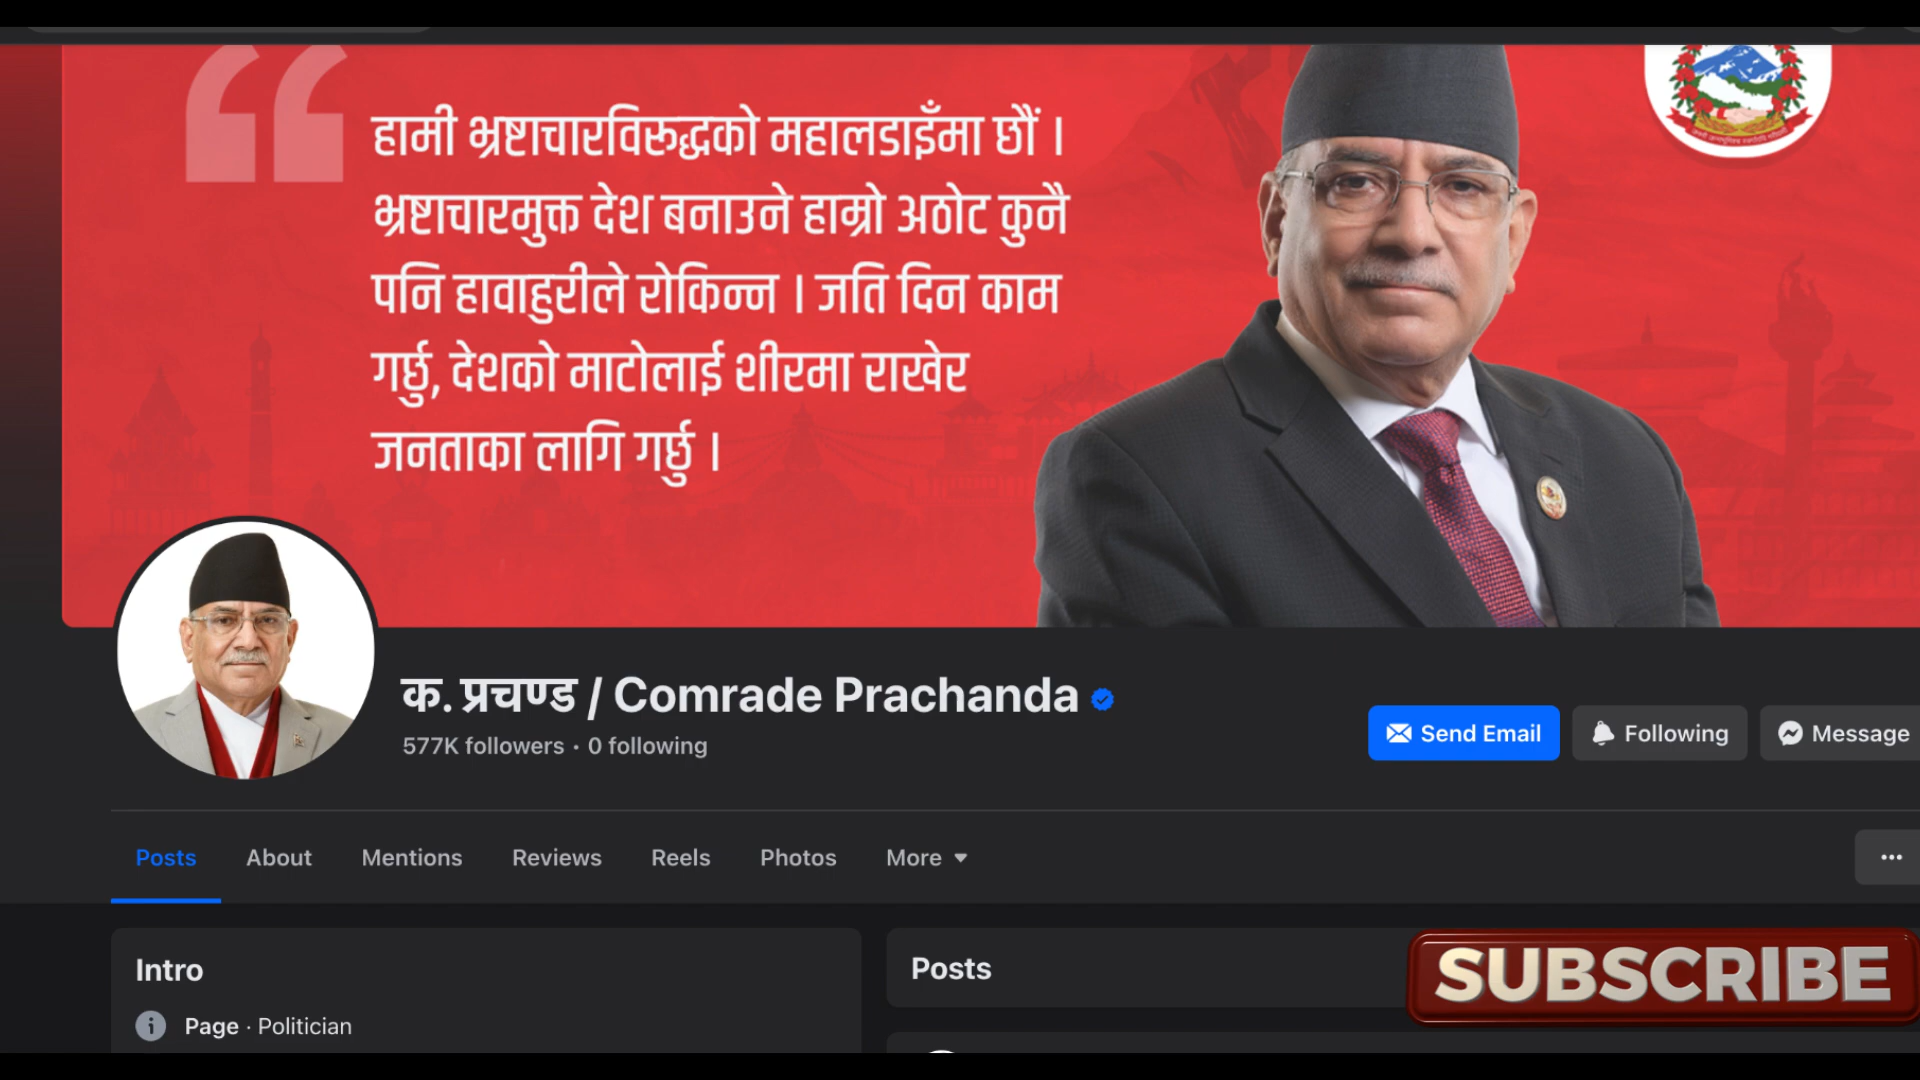 हामी भ्रष्टाचारविरूद्धको महालडाइँमा छौं ।
भ्रष्टाचारमुक्त देश बनाउने हाम्रो अठोट कुनै
पनि हावाहुरीले रोकिन्न । जति दिन काम
गर्छु, देशको माटोलाई शीरमा राखेर
जनताका लागि गर्छु ।
क. प्रचण्ड / Comrade Prachanda
577K followers · 0 following
Send Email
Following
Message
Posts
About
Mentions
Reviews
Reels
Photos
More
Intro
Page · Politician
Posts
SUBSCRIBE